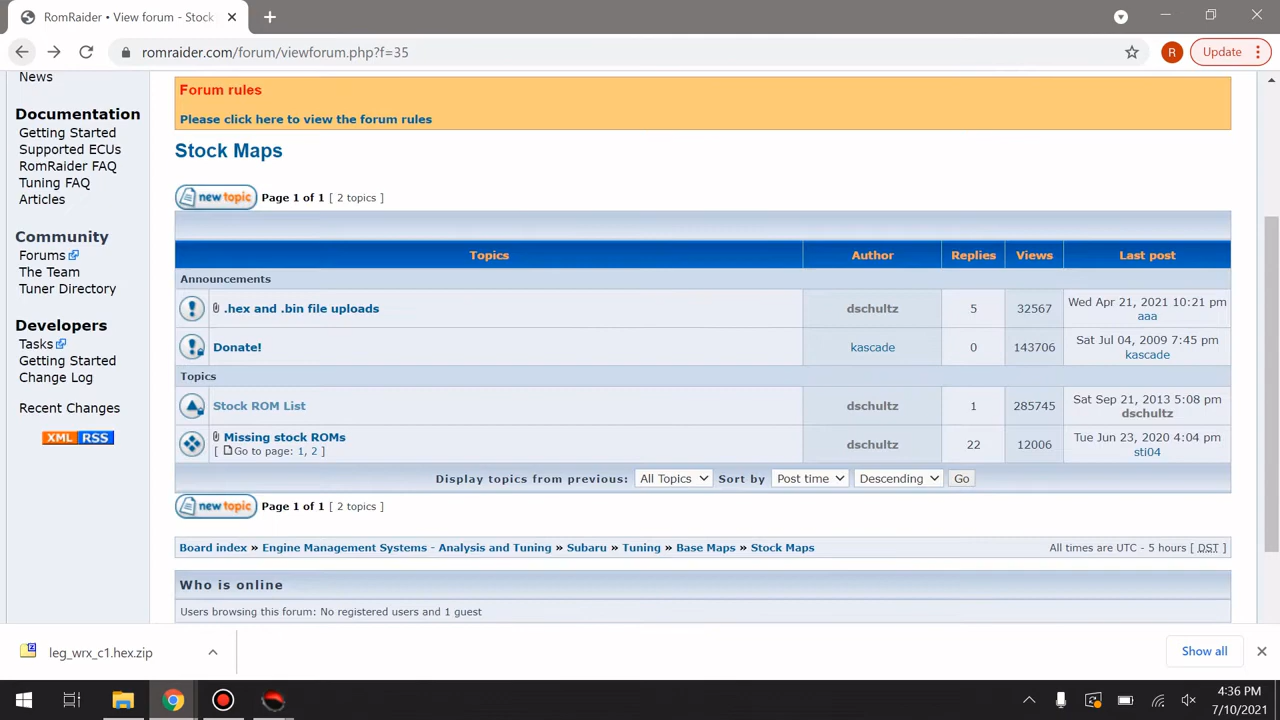 RomRaider • View forum - Stock
romraider.com/forum/viewforum.php?f=35
R
Update
News
Documentation
Getting Started
Supported ECUs
RomRaider FAQ
Tuning FAQ
Articles
Community
Forums
The Team
Tuner Directory
Developers
Tasks
Getting Started
Change Log
Recent Changes
XML RSS
Forum rules
Please click here to view the forum rules
Stock Maps
new topic Page 1 of 1 [ 2 topics ]
Topics Author Replies Views Last post
Announcements
.hex and .bin file uploads dschultz 5 32567 Wed Apr 21, 2021 10:21 pm
aaa
Donate! kascade 0 143706 Sat Jul 04, 2009 7:45 pm
kascade
Topics
Stock ROM List dschultz 1 285745 Sat Sep 21, 2013 5:08 pm
dschultz
Missing stock ROMs dschultz 22 12006 Tue Jun 23, 2020 4:04 pm
[ Go to page: 1, 2 ] sti04
Display topics from previous: All Topics Sort by Post time Descending Go
new topic Page 1 of 1 [ 2 topics ]
Board index » Engine Management Systems - Analysis and Tuning » Subaru » Tuning » Base Maps » Stock Maps All times are UTC - 5 hours [ DST ]
Who is online
Users browsing this forum: No registered users and 1 guest
leg_wrx_c1.hex.zip
Show all
4:36 PM
7/10/2021